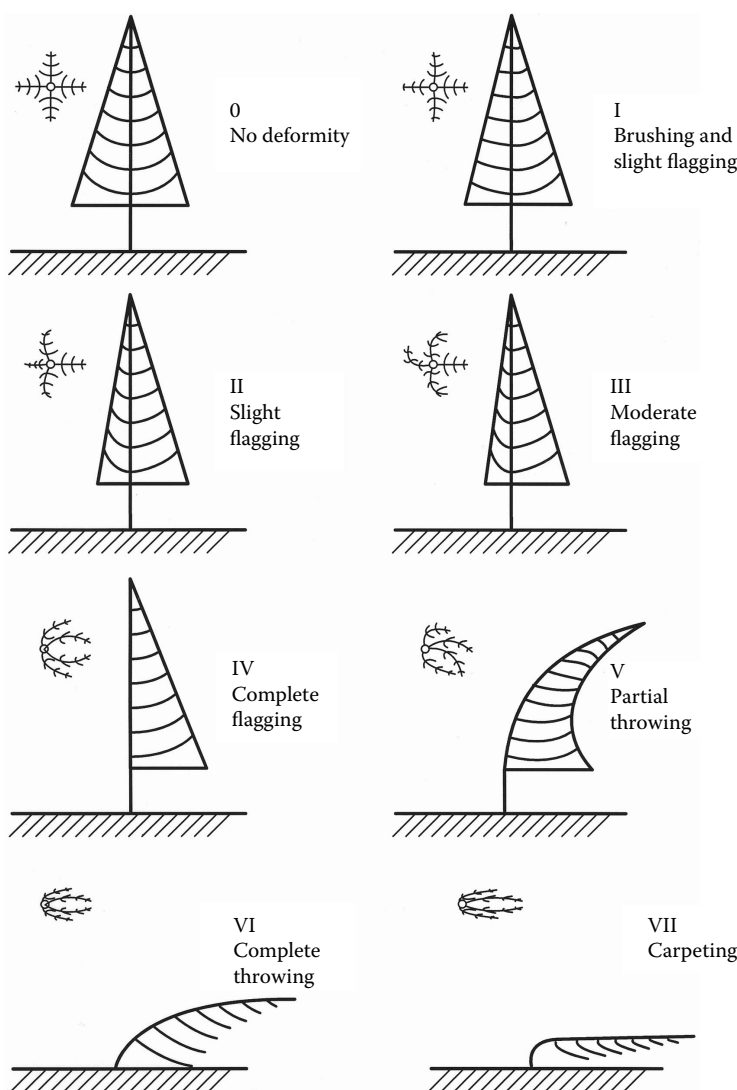 0
No deformity
I
Brushing and
slight flagging
II
Slight
flagging
III
Moderate
flagging
IV
Complete
flagging
V
Partial
throwing
VI
Complete
throwing
VII
Carpeting